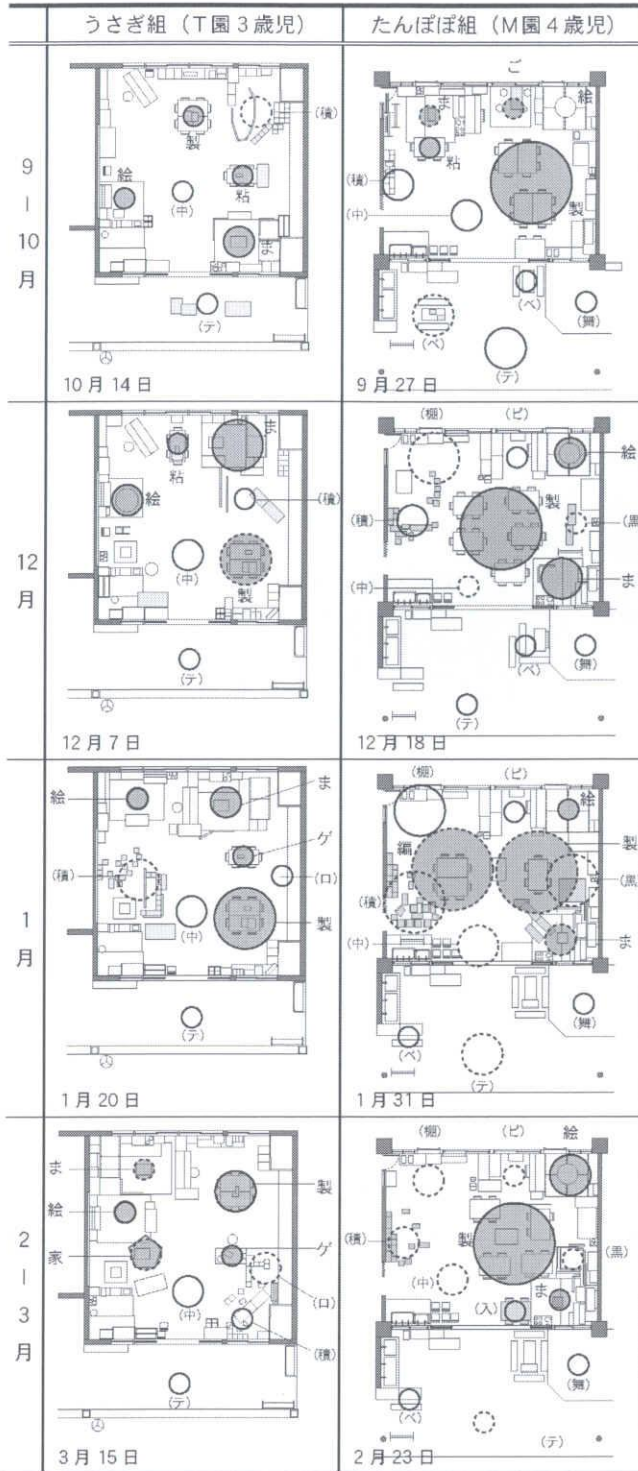 うさぎ組（T園3歳児）
たんぽぽ組（M園4歳児）
9
|
10
月
製
(積)
絵
(中)
粘
ま
(テ)
10月14日
ご
ま
絵
粘
(積)
(中)
製
(ベ)
(ベ)
(舞)
(テ)
9月27日
12
月
粘
ま
絵
(積)
(中)
製
(テ)
12月7日
(棚)
(ピ)
絵
(積)
製
(黒)
(中)
ま
(ベ)
(舞)
(テ)
12月18日
1
月
絵
ま
ゲ
(積)
(ロ)
(中)
製
(テ)
1月20日
(棚)
(ピ)
絵
編
製
(黒)
(積)
(中)
ま
(ベ)
(舞)
(テ)
1月31日
2
|
3
月
ま
製
絵
家
ゲ
(中)
(ロ)
(積)
(テ)
3月15日
(棚)
(ピ)
絵
(積)
製
(中)
(黒)
(入)
ま
(ベ)
(舞)
(テ)
2月23日